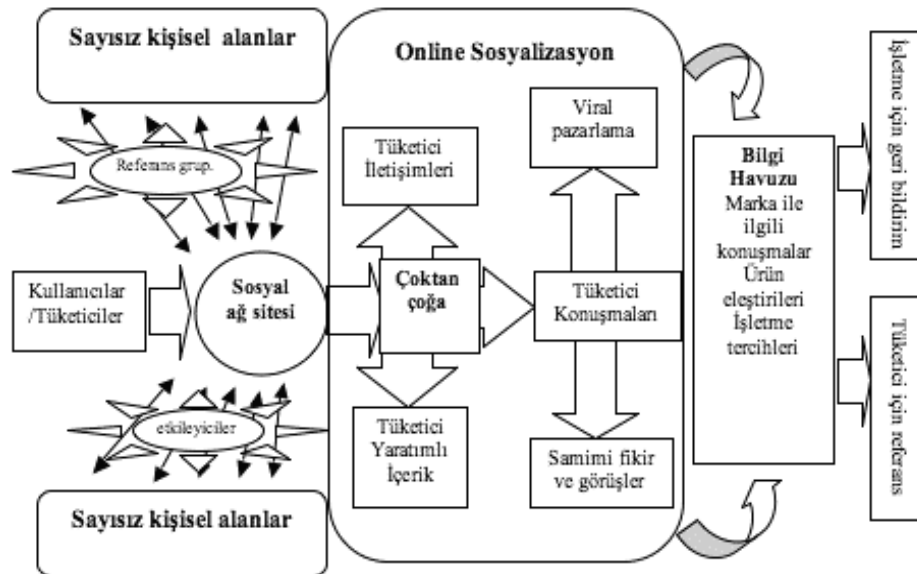 Sayısız kişisel alanlar
Referans grup.
Kullanıcılar
/Tüketiciler
Sosyal
ağ sitesi
etkileyiciler
Sayısız kişisel alanlar
Online Sosyalizasyon
Tüketici
İletişimleri
Viral
pazarlama
Çoktan
çoğa
Tüketici
Konuşmaları
Tüketici
Yaratımlı
İçerik
Samimi fikir
ve görüşler
Bilgi
Havuzu
Marka ile
ilgili
konuşmalar
Ürün
eleştirileri
İşletme
tercihleri
İşletme için geri bildirim
Tüketici için referans